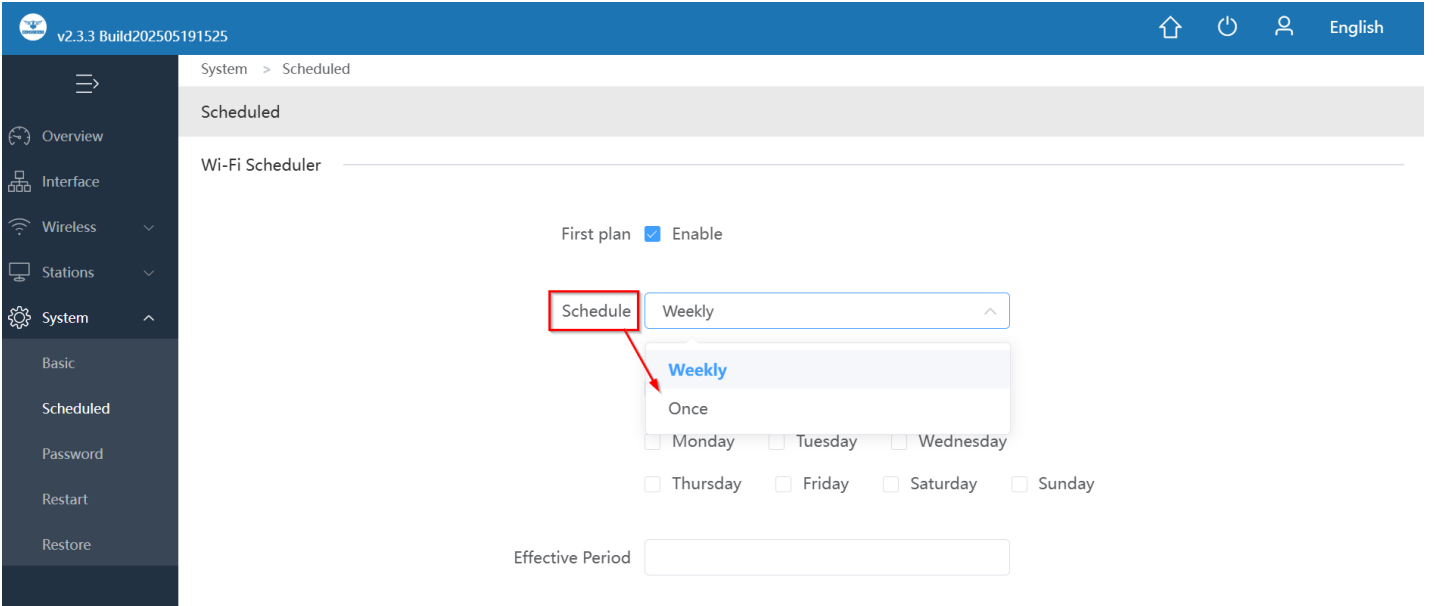 v2.3.3 Build202505191525
English
System > Scheduled
Scheduled
Overview
Wi-Fi Scheduler
Interface
Wireless
First plan Enable
Stations
System
Schedule Weekly
Basic
Weekly
Scheduled
Once
Monday Tuesday Wednesday
Password
Thursday Friday Saturday Sunday
Restart
Restore
Effective Period